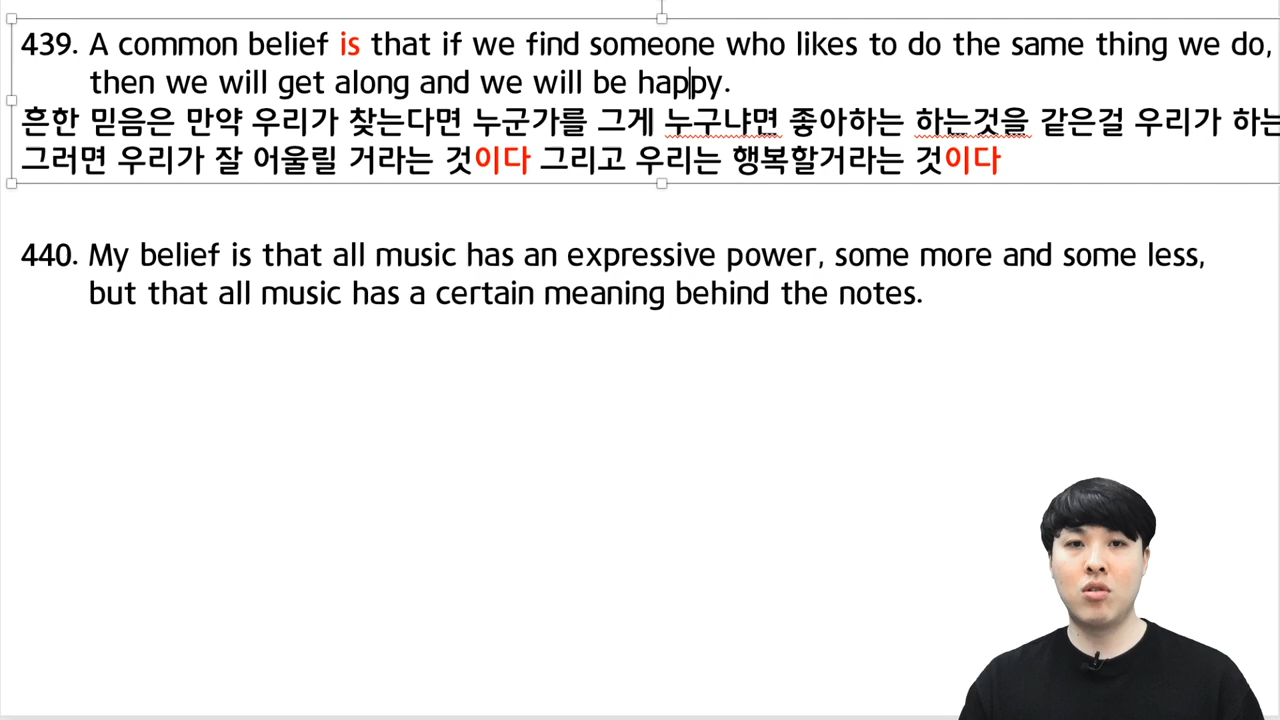 439. A common belief is that if we find someone who likes to do the same thing we do,
then we will get along and we will be happy.
흔한 믿음은 만약 우리가 찾는다면 누군가를 그게 누구냐면 좋아하는 하는것을 같은걸 우리가 하는
그러면 우리가 잘 어울릴 거라는 것이다 그리고 우리는 행복할거라는 것이다
440. My belief is that all music has an expressive power, some more and some less,
but that all music has a certain meaning behind the notes.